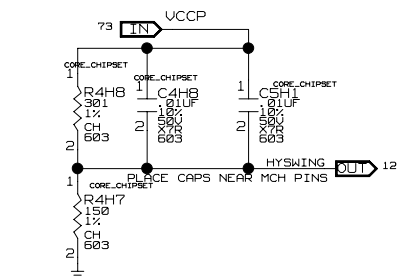 VCCP
73 IN
CORE_CHIPSET
1
R4H8
301
1%
CH
603
2
CORE_CHIPSET
1
C4H8
.01UF
10%
50V
X7R
603
2
CORE_CHIPSET
1
C5H1
.01UF
10%
50V
X7R
603
2
HYSWING OUT 12
PLACE CAPS NEAR MCH PINS
CORE_CHIPSET
1
R4H7
150
1%
CH
603
2